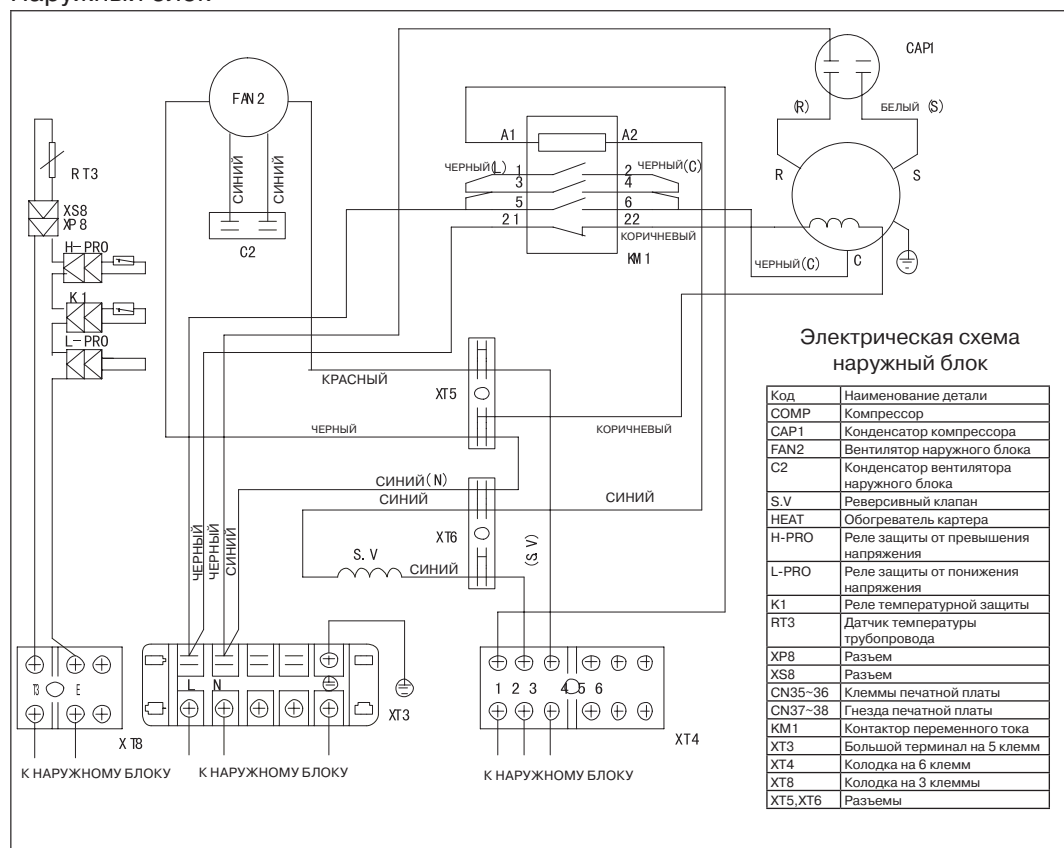 Наружный блок
CAP1
FAN 2
(R)
БЕЛЫЙ (S)
A1
A2
R T3
СИНИЙ
СИНИЙ
ЧЕРНЫЙ(L)
1
2
ЧЕРНЫЙ(C)
3
4
R
S
XS8
XP 8
5
6
21
22
C2
КОРИЧНЕВЫЙ
H-PRO
KM 1
ЧЕРНЫЙ(C)
C
K 1
L-PRO
Электрическая схема
наружный блок
КРАСНЫЙ
XT5
ЧЕРНЫЙ
КОРИЧНЕВЫЙ
СИНИЙ(N)
СИНИЙ
СИНИЙ
ЧЕРНЫЙ
ЧЕРНЫЙ
СИНИЙ
XT6
(S.V)
S. V
СИНИЙ
Код Наименование детали
COMP Компрессор
CAP1 Конденсатор компрессора
FAN2 Вентилятор наружного блока
C2 Конденсатор вентилятора
наружного блока
S.V Реверсивный клапан
HEAT Обогреватель картера
H-PRO Реле защиты от превышения
напряжения
L-PRO Реле защиты от понижения
напряжения
K1 Реле температурной защиты
RT3 Датчик температуры
трубопровода
XP8 Разъем
XS8 Разъем
CN35~36 Клеммы печатной платы
CN37~38 Гнезда печатной платы
KM1 Контактор переменного тока
XT3 Большой терминал на 5 клемм
XT4 Колодка на 6 клемм
XT8 Колодка на 3 клеммы
XT5,XT6 Разъемы
T3 E
L N
1 2 3 4 5 6
XT8
XT3
XT4
К НАРУЖНОМУ БЛОКУ
К НАРУЖНОМУ БЛОКУ
К НАРУЖНОМУ БЛОКУ